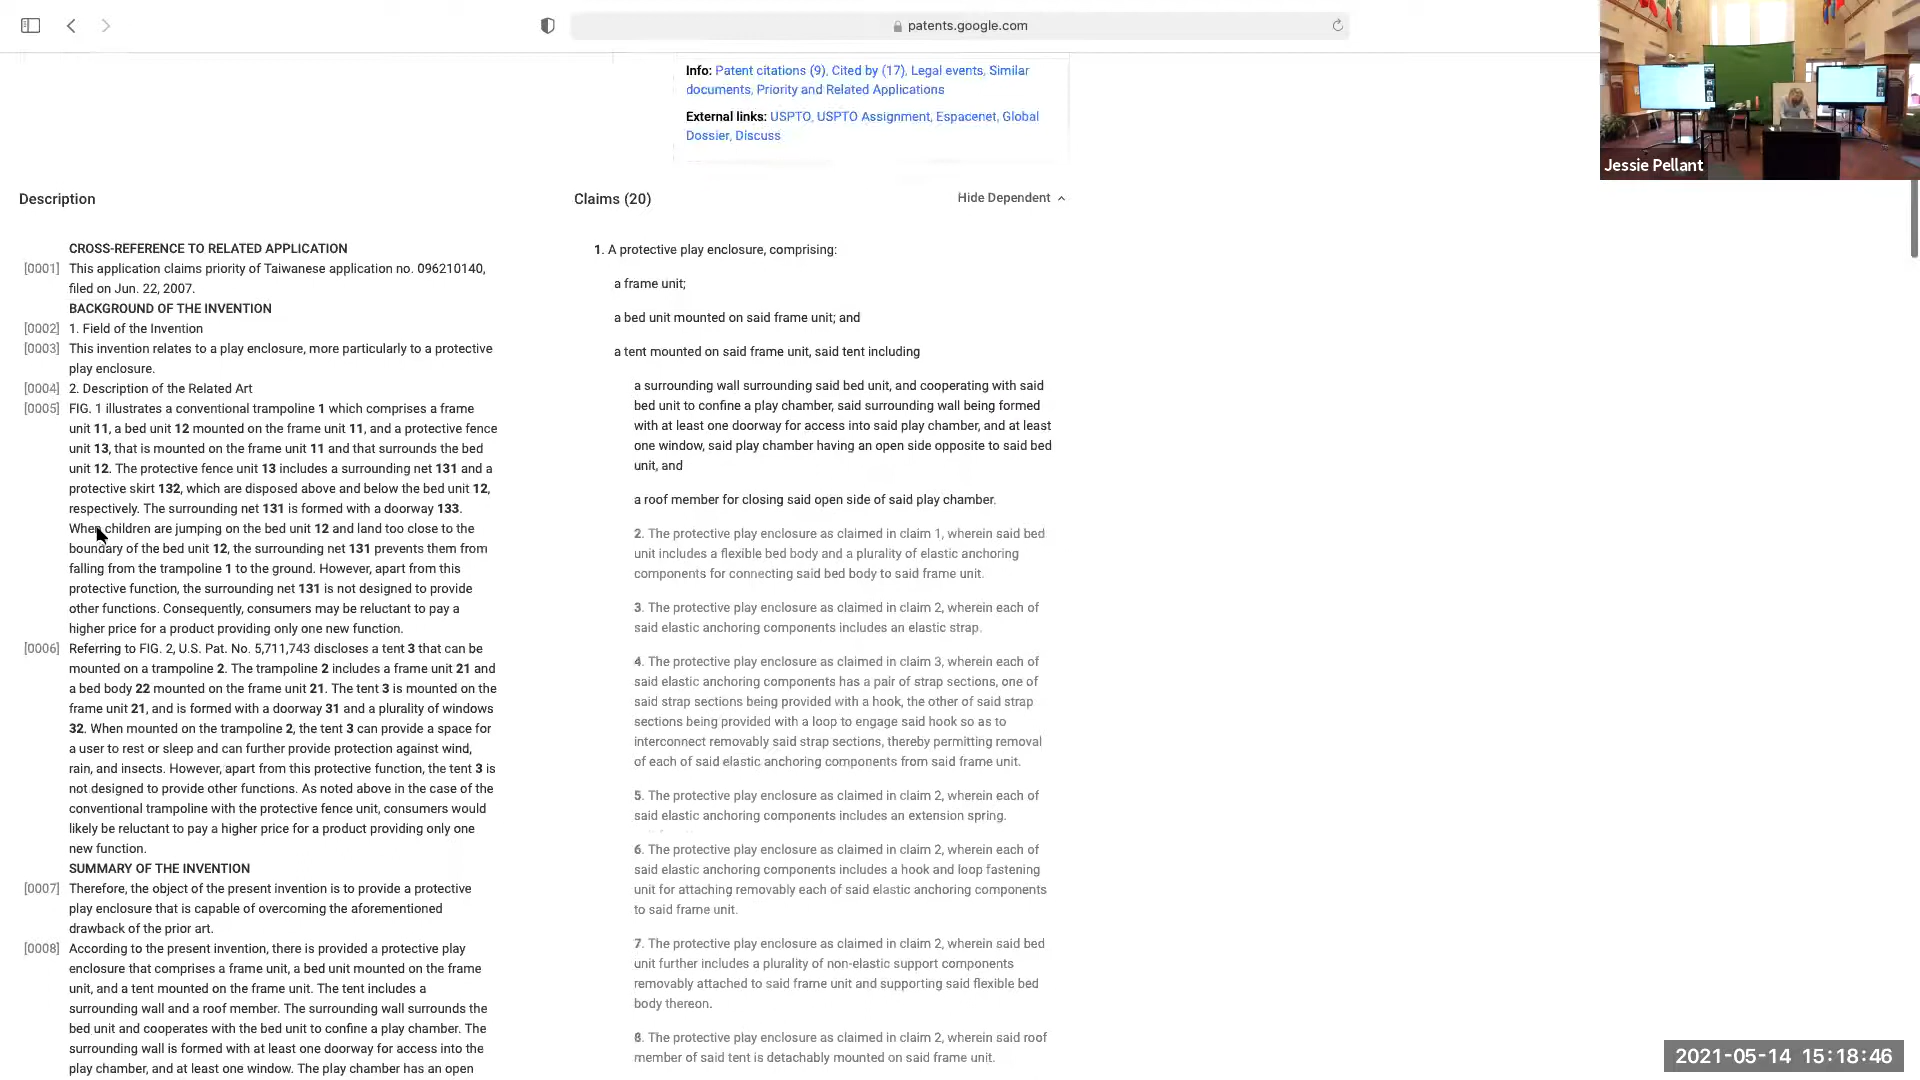 patents.google.com
Info: Patent citations (9), Cited by (17), Legal events, Similar
documents, Priority and Related Applications
External links: USPTO, USPTO Assignment, Espacenet, Global
Dossier, Discuss
Jessie Pellant
Description
CROSS-REFERENCE TO RELATED APPLICATION
[0001] This application claims priority of Taiwanese application no. 096210140,
filed on Jun. 22, 2007.
BACKGROUND OF THE INVENTION
[0002] 1. Field of the Invention
[0003] This invention relates to a play enclosure, more particularly to a protective
play enclosure.
[0004] 2. Description of the Related Art
[0005] FIG. 1 illustrates a conventional trampoline 1 which comprises a frame
unit 11, a bed unit 12 mounted on the frame unit 11, and a protective fence
unit 13, that is mounted on the frame unit 11 and that surrounds the bed
unit 12. The protective fence unit 13 includes a surrounding net 131 and a
protective skirt 132, which are disposed above and below the bed unit 12,
respectively. The surrounding net 131 is formed with a doorway 133.
When children are jumping on the bed unit 12 and land too close to the
boundary of the bed unit 12, the surrounding net 131 prevents them from
falling from the trampoline 1 to the ground. However, apart from this
protective function, the surrounding net 131 is not designed to provide
other functions. Consequently, consumers may be reluctant to pay a
higher price for a product providing only one new function.
[0006] Referring to FIG. 2, U.S. Pat. No. 5,711,743 discloses a tent 3 that can be
mounted on a trampoline 2. The trampoline 2 includes a frame unit 21 and
a bed body 22 mounted on the frame unit 21. The tent 3 is mounted on the
frame unit 21, and is formed with a doorway 31 and a plurality of windows
32. When mounted on the trampoline 2, the tent 3 can provide a space for
a user to rest or sleep and can further provide protection against wind,
rain, and insects. However, apart from this protective function, the tent 3 is
not designed to provide other functions. As noted above in the case of the
conventional trampoline with the protective fence unit, consumers would
likely be reluctant to pay a higher price for a product providing only one
new function.
SUMMARY OF THE INVENTION
[0007] Therefore, the object of the present invention is to provide a protective
play enclosure that is capable of overcoming the aforementioned
drawback of the prior art.
[0008] According to the present invention, there is provided a protective play
enclosure that comprises a frame unit, a bed unit mounted on the frame
unit, and a tent mounted on the frame unit. The tent includes a
surrounding wall and a roof member. The surrounding wall surrounds the
bed unit and cooperates with the bed unit to confine a play chamber. The
surrounding wall is formed with at least one doorway for access into the
play chamber, and at least one window. The play chamber has an open
Claims (20)
Hide Dependent
1. A protective play enclosure, comprising:
a frame unit;
a bed unit mounted on said frame unit; and
a tent mounted on said frame unit, said tent including
a surrounding wall surrounding said bed unit, and cooperating with said
bed unit to confine a play chamber, said surrounding wall being formed
with at least one doorway for access into said play chamber, and at least
one window, said play chamber having an open side opposite to said bed
unit, and
a roof member for closing said open side of said play chamber.
2. The protective play enclosure as claimed in claim 1, wherein said bed
unit includes a flexible bed body and a plurality of elastic anchoring
components for connecting said bed body to said frame unit.
3. The protective play enclosure as claimed in claim 2, wherein each of
said elastic anchoring components includes an elastic strap.
4. The protective play enclosure as claimed in claim 3, wherein each of
said elastic anchoring components has a pair of strap sections, one of
said strap sections being provided with a hook, the other of said strap
sections being provided with a loop to engage said hook so as to
interconnect removably said strap sections, thereby permitting removal
of each of said elastic anchoring components from said frame unit.
5. The protective play enclosure as claimed in claim 2, wherein each of
said elastic anchoring components includes an extension spring.
6. The protective play enclosure as claimed in claim 2, wherein each of
said elastic anchoring components includes a hook and loop fastening
unit for attaching removably each of said elastic anchoring components
to said frame unit.
7. The protective play enclosure as claimed in claim 2, wherein said bed
unit further includes a plurality of non-elastic support components
removably attached to said frame unit and supporting said flexible bed
body thereon.
8. The protective play enclosure as claimed in claim 2, wherein said roof
member of said tent is detachably mounted on said frame unit.
2021-05-14 15:18:46